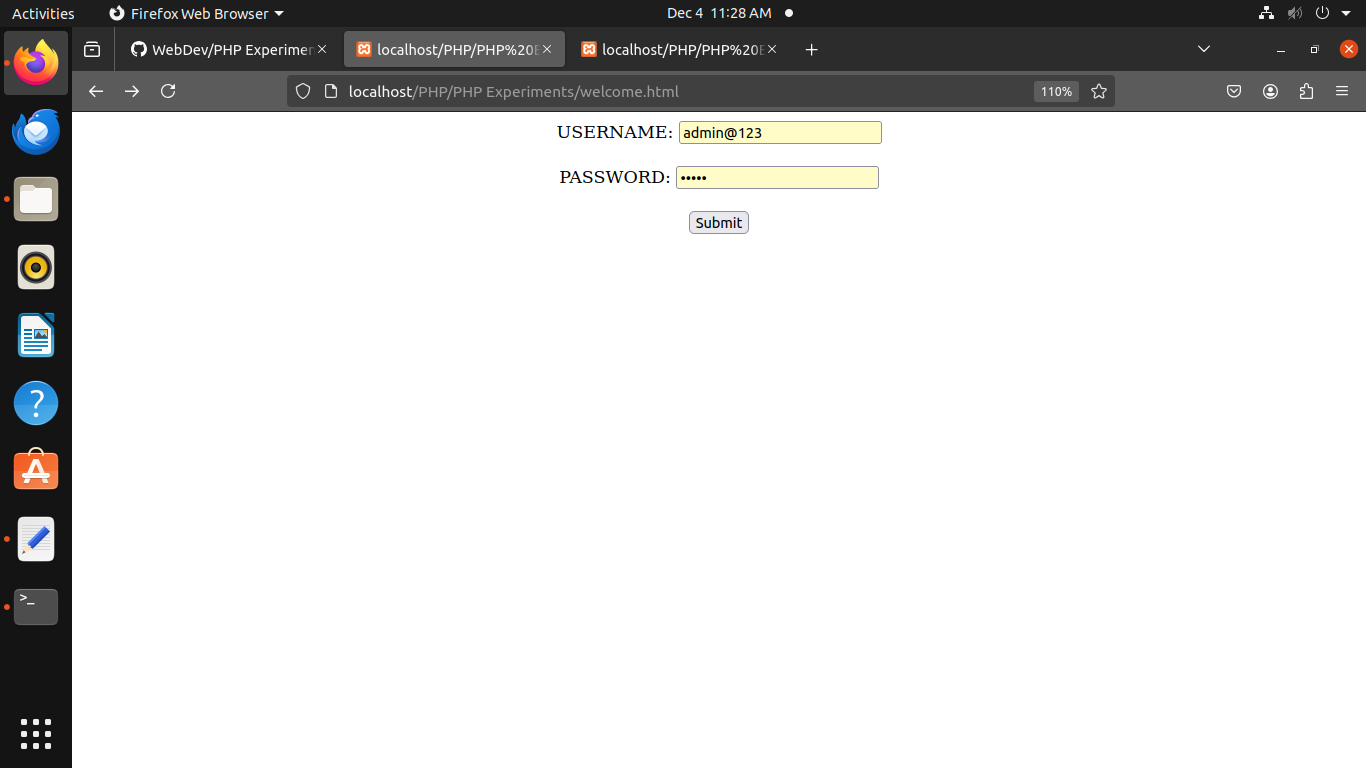 Activities Firefox Web Browser Dec 4 11:28 AM
WebDev/PHP Experimen localhost/PHP/PHP%20E localhost/PHP/PHP%20E
localhost/PHP/PHP Experiments/welcome.html 110%
USERNAME: admin@123
PASSWORD: •••••
Submit